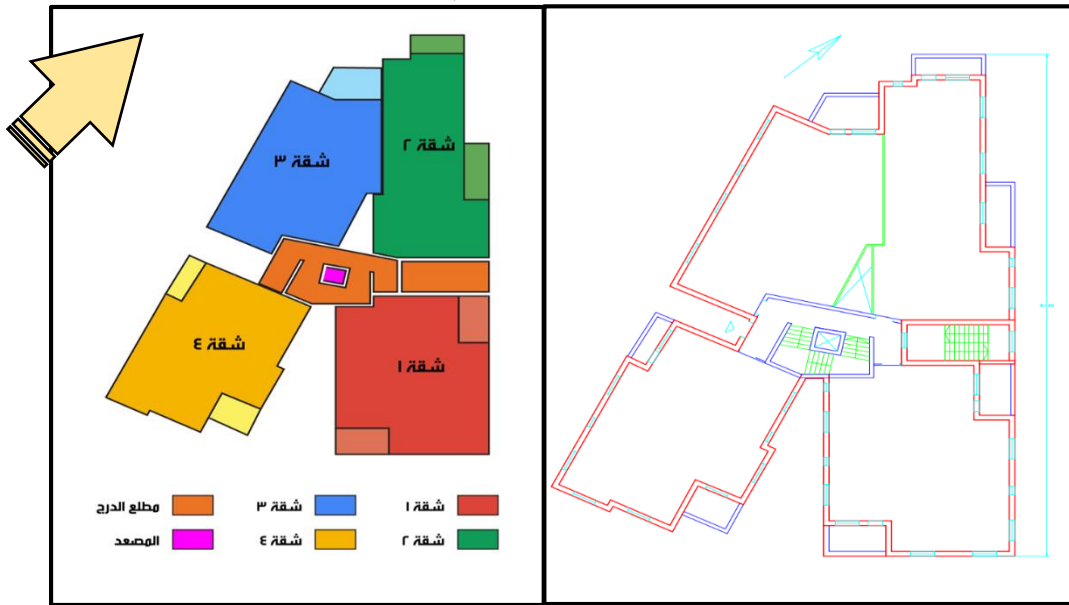 شقة ٢
شقة ٣
شقة ٤
شقة ١
شقة ١
شقة ٣
مطلع الدرج
شقة ٢
شقة ٤
المصعد